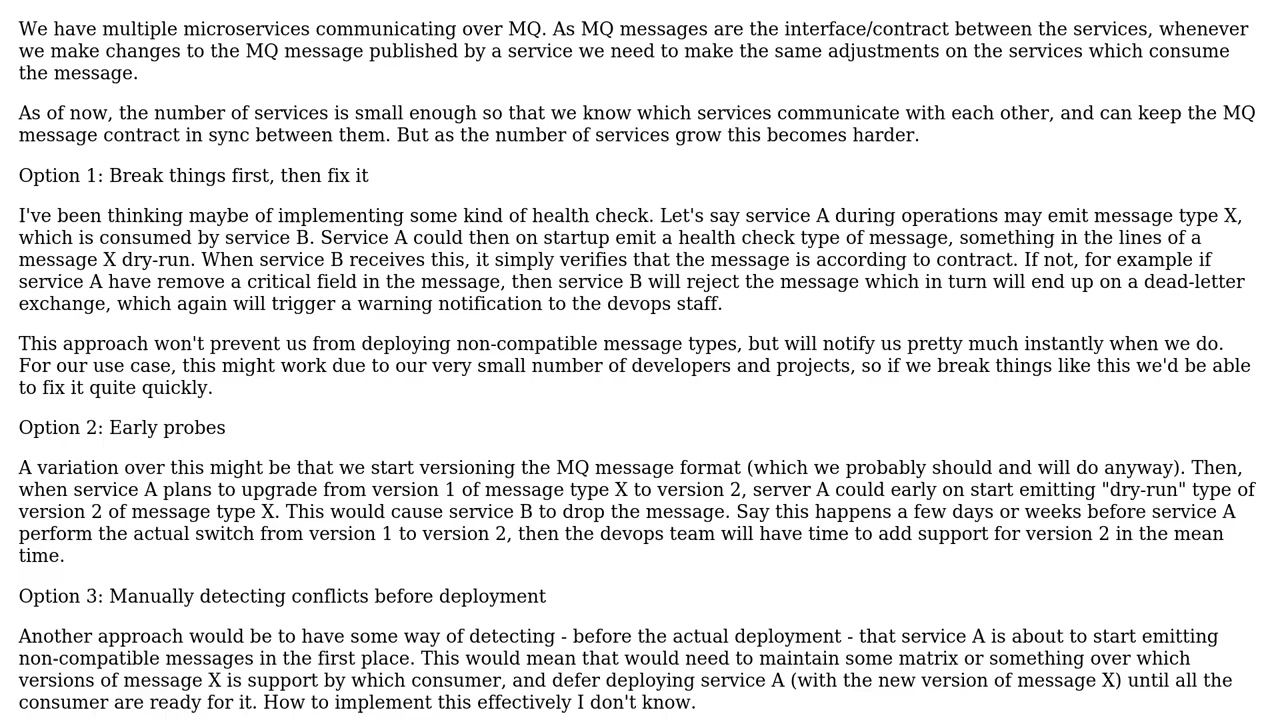 We have multiple microservices communicating over MQ. As MQ messages are the interface/contract between the services, whenever
we make changes to the MQ message published by a service we need to make the same adjustments on the services which consume
the message.
As of now, the number of services is small enough so that we know which services communicate with each other, and can keep the MQ
message contract in sync between them. But as the number of services grow this becomes harder.
Option 1: Break things first, then fix it
I've been thinking maybe of implementing some kind of health check. Let's say service A during operations may emit message type X,
which is consumed by service B. Service A could then on startup emit a health check type of message, something in the lines of a
message X dry-run. When service B receives this, it simply verifies that the message is according to contract. If not, for example if
service A have remove a critical field in the message, then service B will reject the message which in turn will end up on a dead-letter
exchange, which again will trigger a warning notification to the devops staff.
This approach won't prevent us from deploying non-compatible message types, but will notify us pretty much instantly when we do.
For our use case, this might work due to our very small number of developers and projects, so if we break things like this we'd be able
to fix it quite quickly.
Option 2: Early probes
A variation over this might be that we start versioning the MQ message format (which we probably should and will do anyway). Then,
when service A plans to upgrade from version 1 of message type X to version 2, server A could early on start emitting "dry-run" type of
version 2 of message type X. This would cause service B to drop the message. Say this happens a few days or weeks before service A
perform the actual switch from version 1 to version 2, then the devops team will have time to add support for version 2 in the mean
time.
Option 3: Manually detecting conflicts before deployment
Another approach would be to have some way of detecting - before the actual deployment - that service A is about to start emitting
non-compatible messages in the first place. This would mean that would need to maintain some matrix or something over which
versions of message X is support by which consumer, and defer deploying service A (with the new version of message X) until all the
consumer are ready for it. How to implement this effectively I don't know.